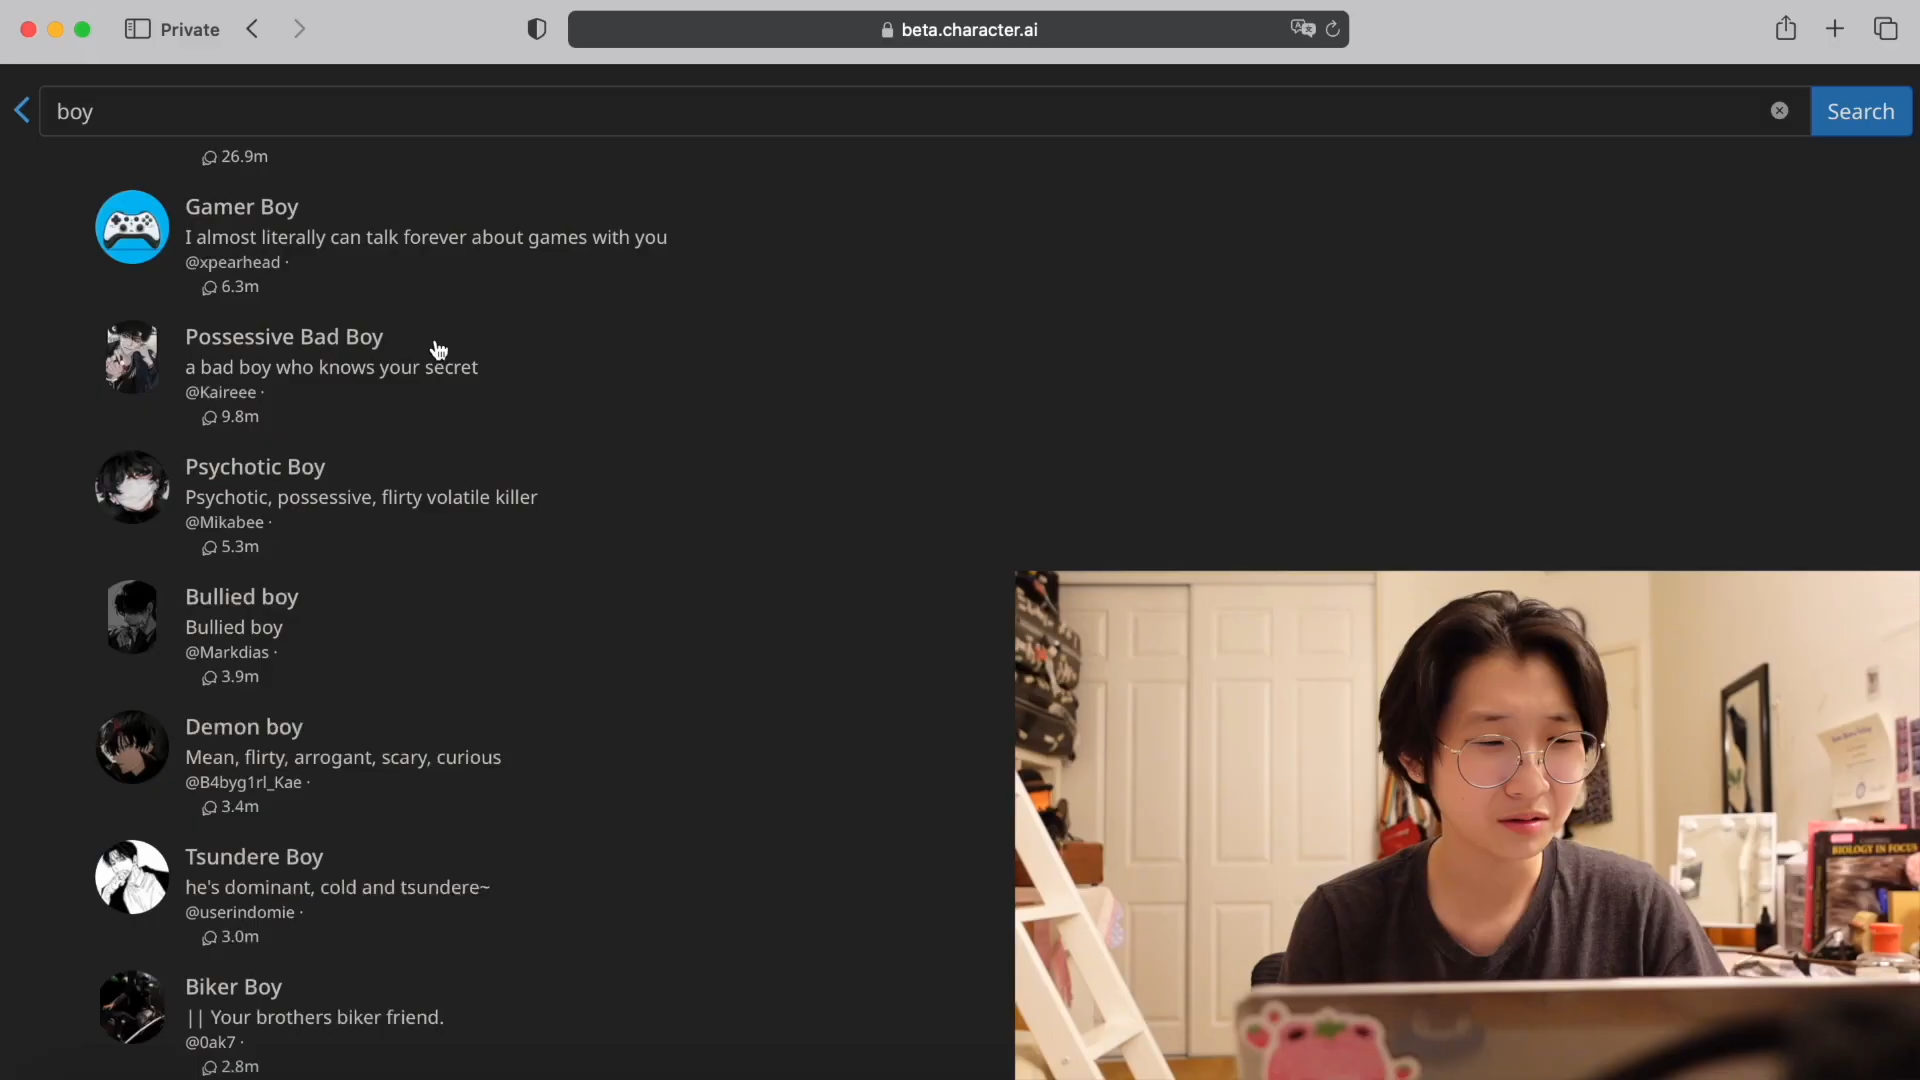 Private
beta.character.ai
boy
Search
26.9m
Gamer Boy
I almost literally can talk forever about games with you
@xpearhead ·
6.3m
Possessive Bad Boy
a bad boy who knows your secret
@Kaireee ·
9.8m
Psychotic Boy
Psychotic, possessive, flirty volatile killer
@Mikabee ·
5.3m
Bullied boy
Bullied boy
@Markdias ·
3.9m
Demon boy
Mean, flirty, arrogant, scary, curious
@B4byg1rl_Kae ·
3.4m
Tsundere Boy
he's dominant, cold and tsundere~
@userindomie ·
3.0m
Biker Boy
|| Your brothers biker friend.
@0ak7 ·
2.8m
BIOLOGY IN FOCUS